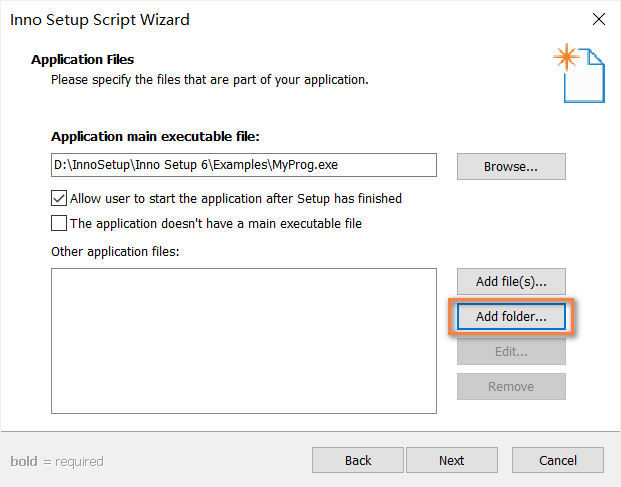 Inno Setup Script Wizard
Application Files
Please specify the files that are part of your application.
Application main executable file:
D:\InnoSetup\Inno Setup 6\Examples\MyProg.exe
Browse...
Allow user to start the application after Setup has finished
The application doesn't have a main executable file
Other application files:
Add file(s)...
Add folder...
Edit...
Remove
bold = required
Back
Next
Cancel